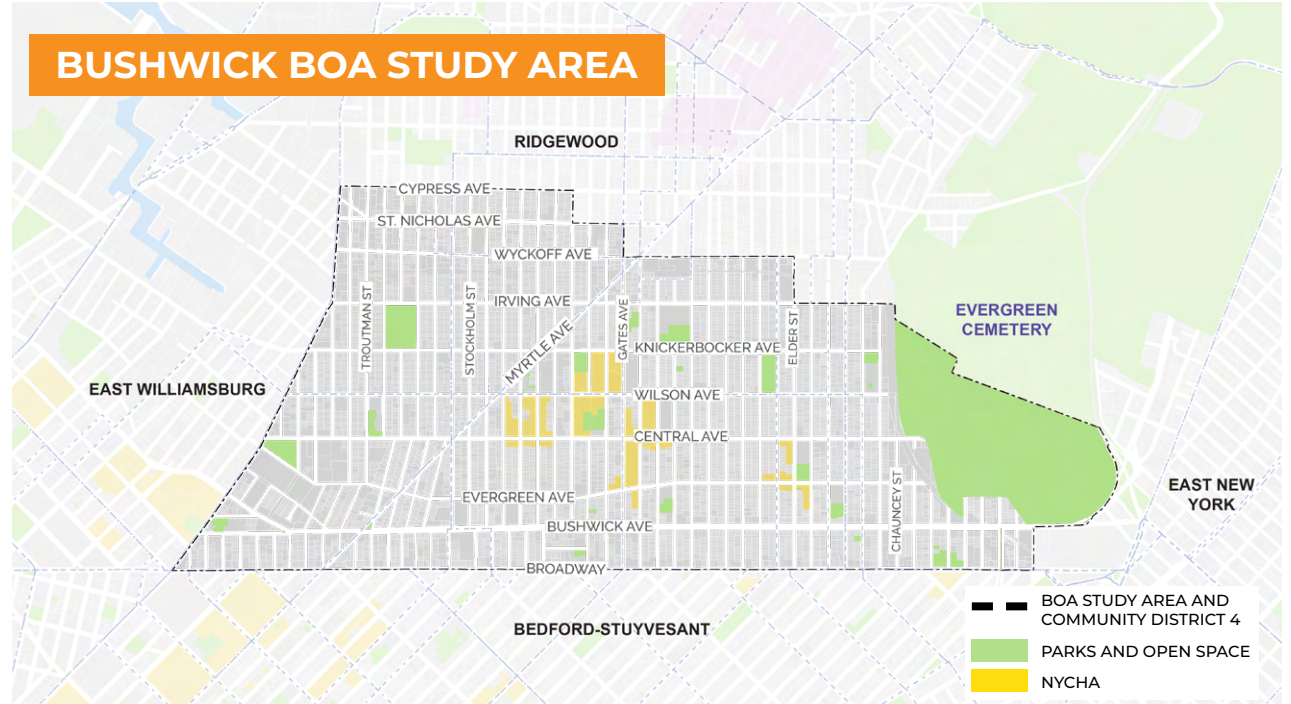 BUSHWICK BOA STUDY AREA
RIDGEWOOD
CYPRESS AVE
ST. NICHOLAS AVE
WYCKOFF AVE
IRVING AVE
TROUTMAN ST
STOCKHOLM ST
MYRTLE AVE
GATES AVE
ELDER ST
KNICKERBOCKER AVE
EVERGREEN
CEMETERY
EAST WILLIAMSBURG
WILSON AVE
CENTRAL AVE
EVERGREEN AVE
CHAUNCEY ST
EAST NEW
YORK
BUSHWICK AVE
BROADWAY
BEDFORD-STUYVESANT
BOA STUDY AREA AND
COMMUNITY DISTRICT 4
PARKS AND OPEN SPACE
NYCHA